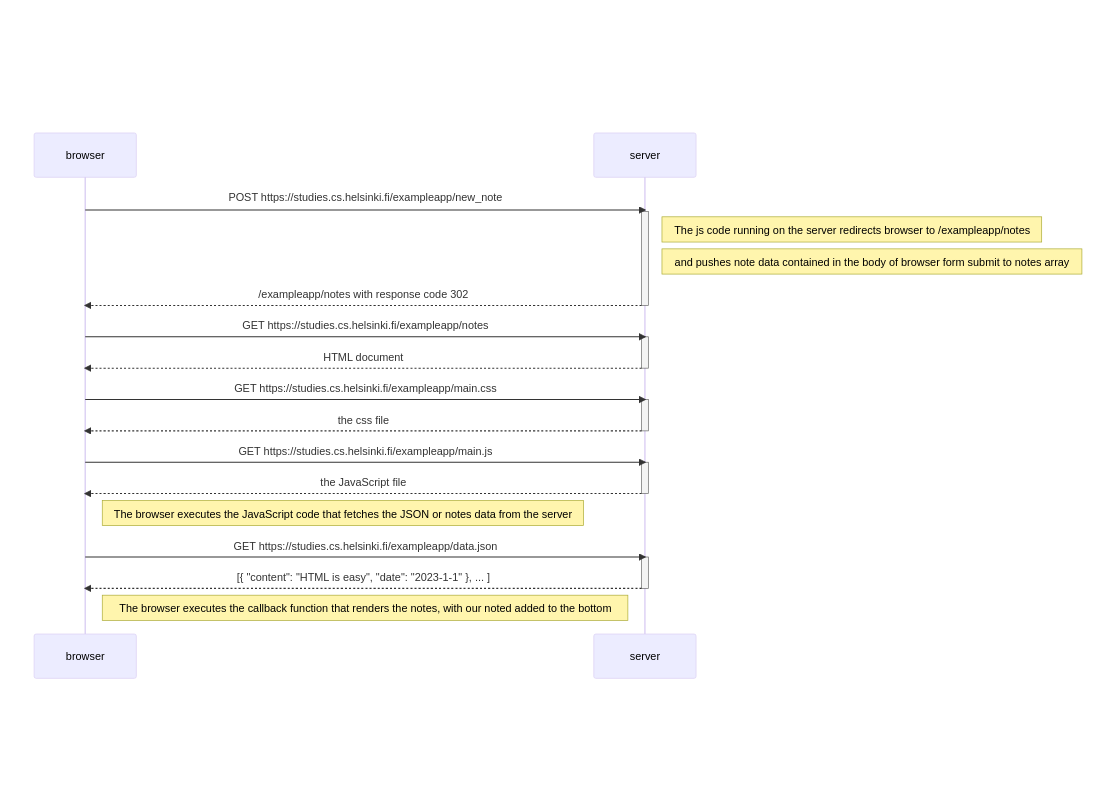 browser
server
POST https://studies.cs.helsinki.fi/exampleapp/new_note
The js code running on the server redirects browser to /exampleapp/notes
and pushes note data contained in the body of browser form submit to notes array
/exampleapp/notes with response code 302
GET https://studies.cs.helsinki.fi/exampleapp/notes
HTML document
GET https://studies.cs.helsinki.fi/exampleapp/main.css
the css file
GET https://studies.cs.helsinki.fi/exampleapp/main.js
the JavaScript file
The browser executes the JavaScript code that fetches the JSON or notes data from the server
GET https://studies.cs.helsinki.fi/exampleapp/data.json
[{ "content": "HTML is easy", "date": "2023-1-1" }, ... ]
The browser executes the callback function that renders the notes, with our noted added to the bottom
browser
server